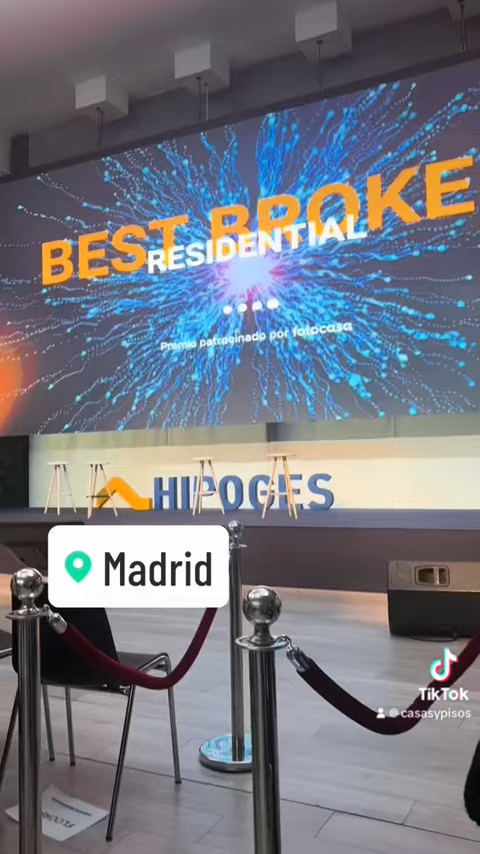 BEST BROKE
RESIDENTIAL
Premio patrocinado por fotocasa
HIPOGES
Madrid
TikTok
@casasypisos